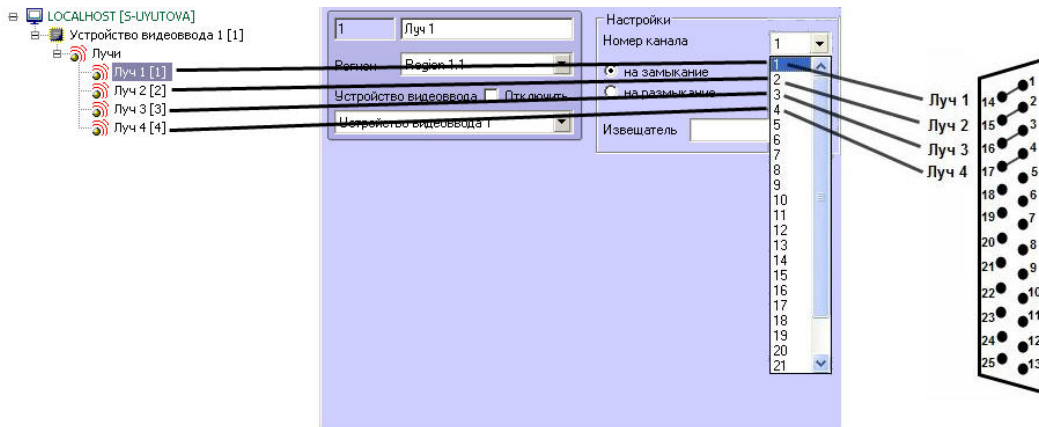 LOCALHOST [S-UYUTOVA]
Устройство видеоввода 1 [1]
Лучи
Луч 1 [1]
Луч 2 [2]
Луч 3 [3]
Луч 4 [4]
1 Луч 1
Регион Region 1.1
Устройство видеоввода Отключить
Устройство видеоввода 1
Настройки
Номер канала 1
на замыкание
на размыкание
Извещатель
1
2
3
4
5
6
7
8
9
10
11
12
13
14
15
16
17
18
19
20
21
Луч 1
Луч 2
Луч 3
Луч 4
1
14
2
15
3
16
4
17
5
18
6
19
7
20
8
21
9
22
10
23
11
24
12
25
13